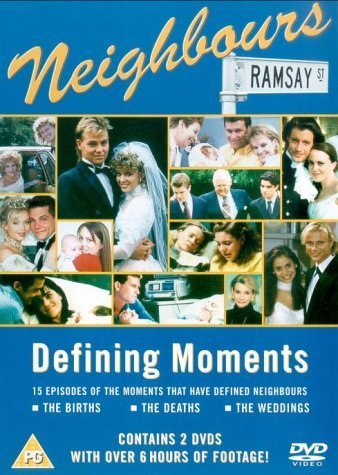 Neighbours
RAMSAY ST
Defining Moments
15 EPISODES OF THE MOMENTS THAT HAVE DEFINED NEIGHBOURS
▪ THE BIRTHS ▪ THE DEATHS ▪ THE WEDDINGS
CONTAINS 2 DVDS
WITH OVER 6 HOURS OF FOOTAGE!
PG
DVD
VIDEO